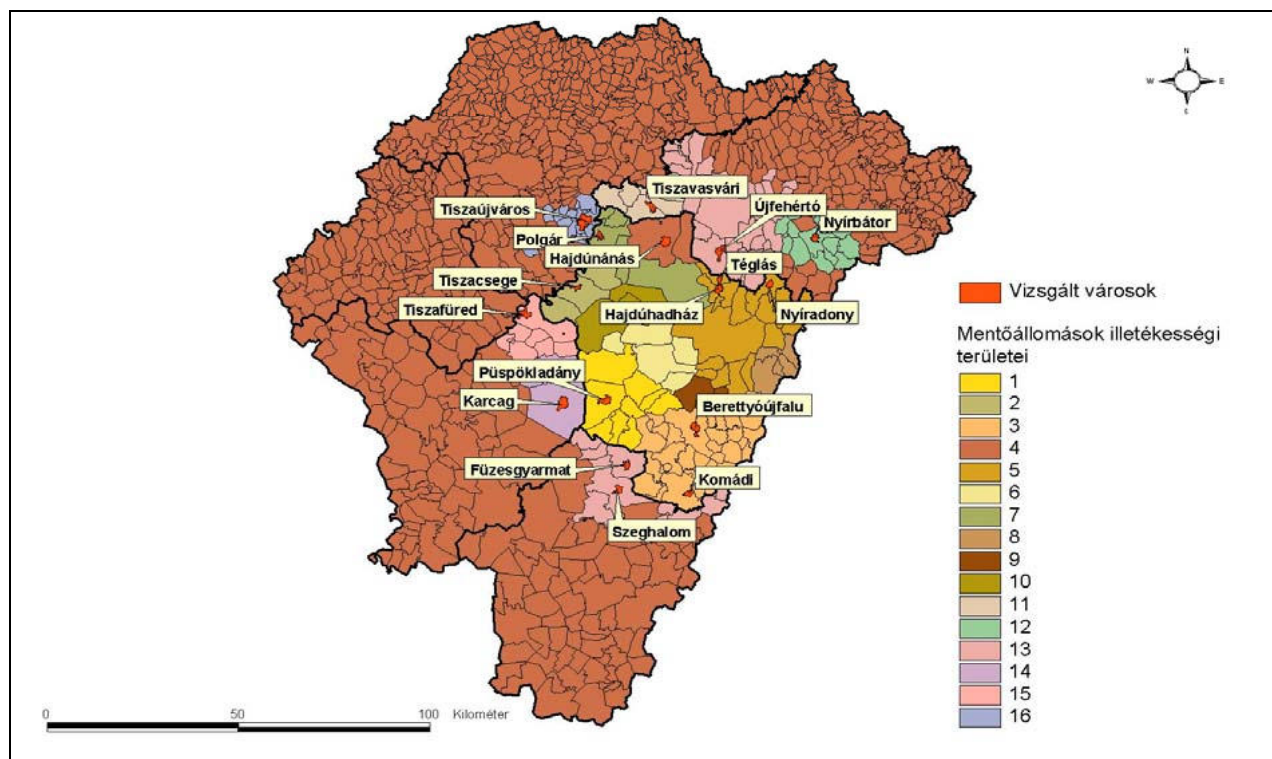 N
W
E
Tiszavasvári
Tiszaújváros
Újfehértó
Nyírbátor
Polgár
Hajdúnánás
Téglás
Tiszacsege
Tiszafüred
Hajdúhadház
Nyíradony
Püspökladány
Karcag
Berettyóújfalu
Füzesgyarmat
Komádi
Szeghalom
Vizsgált városok
Mentőállomások illetékességi
területei
1
2
3
4
5
6
7
8
9
10
11
12
13
14
15
16
0 50 100 Kilométer